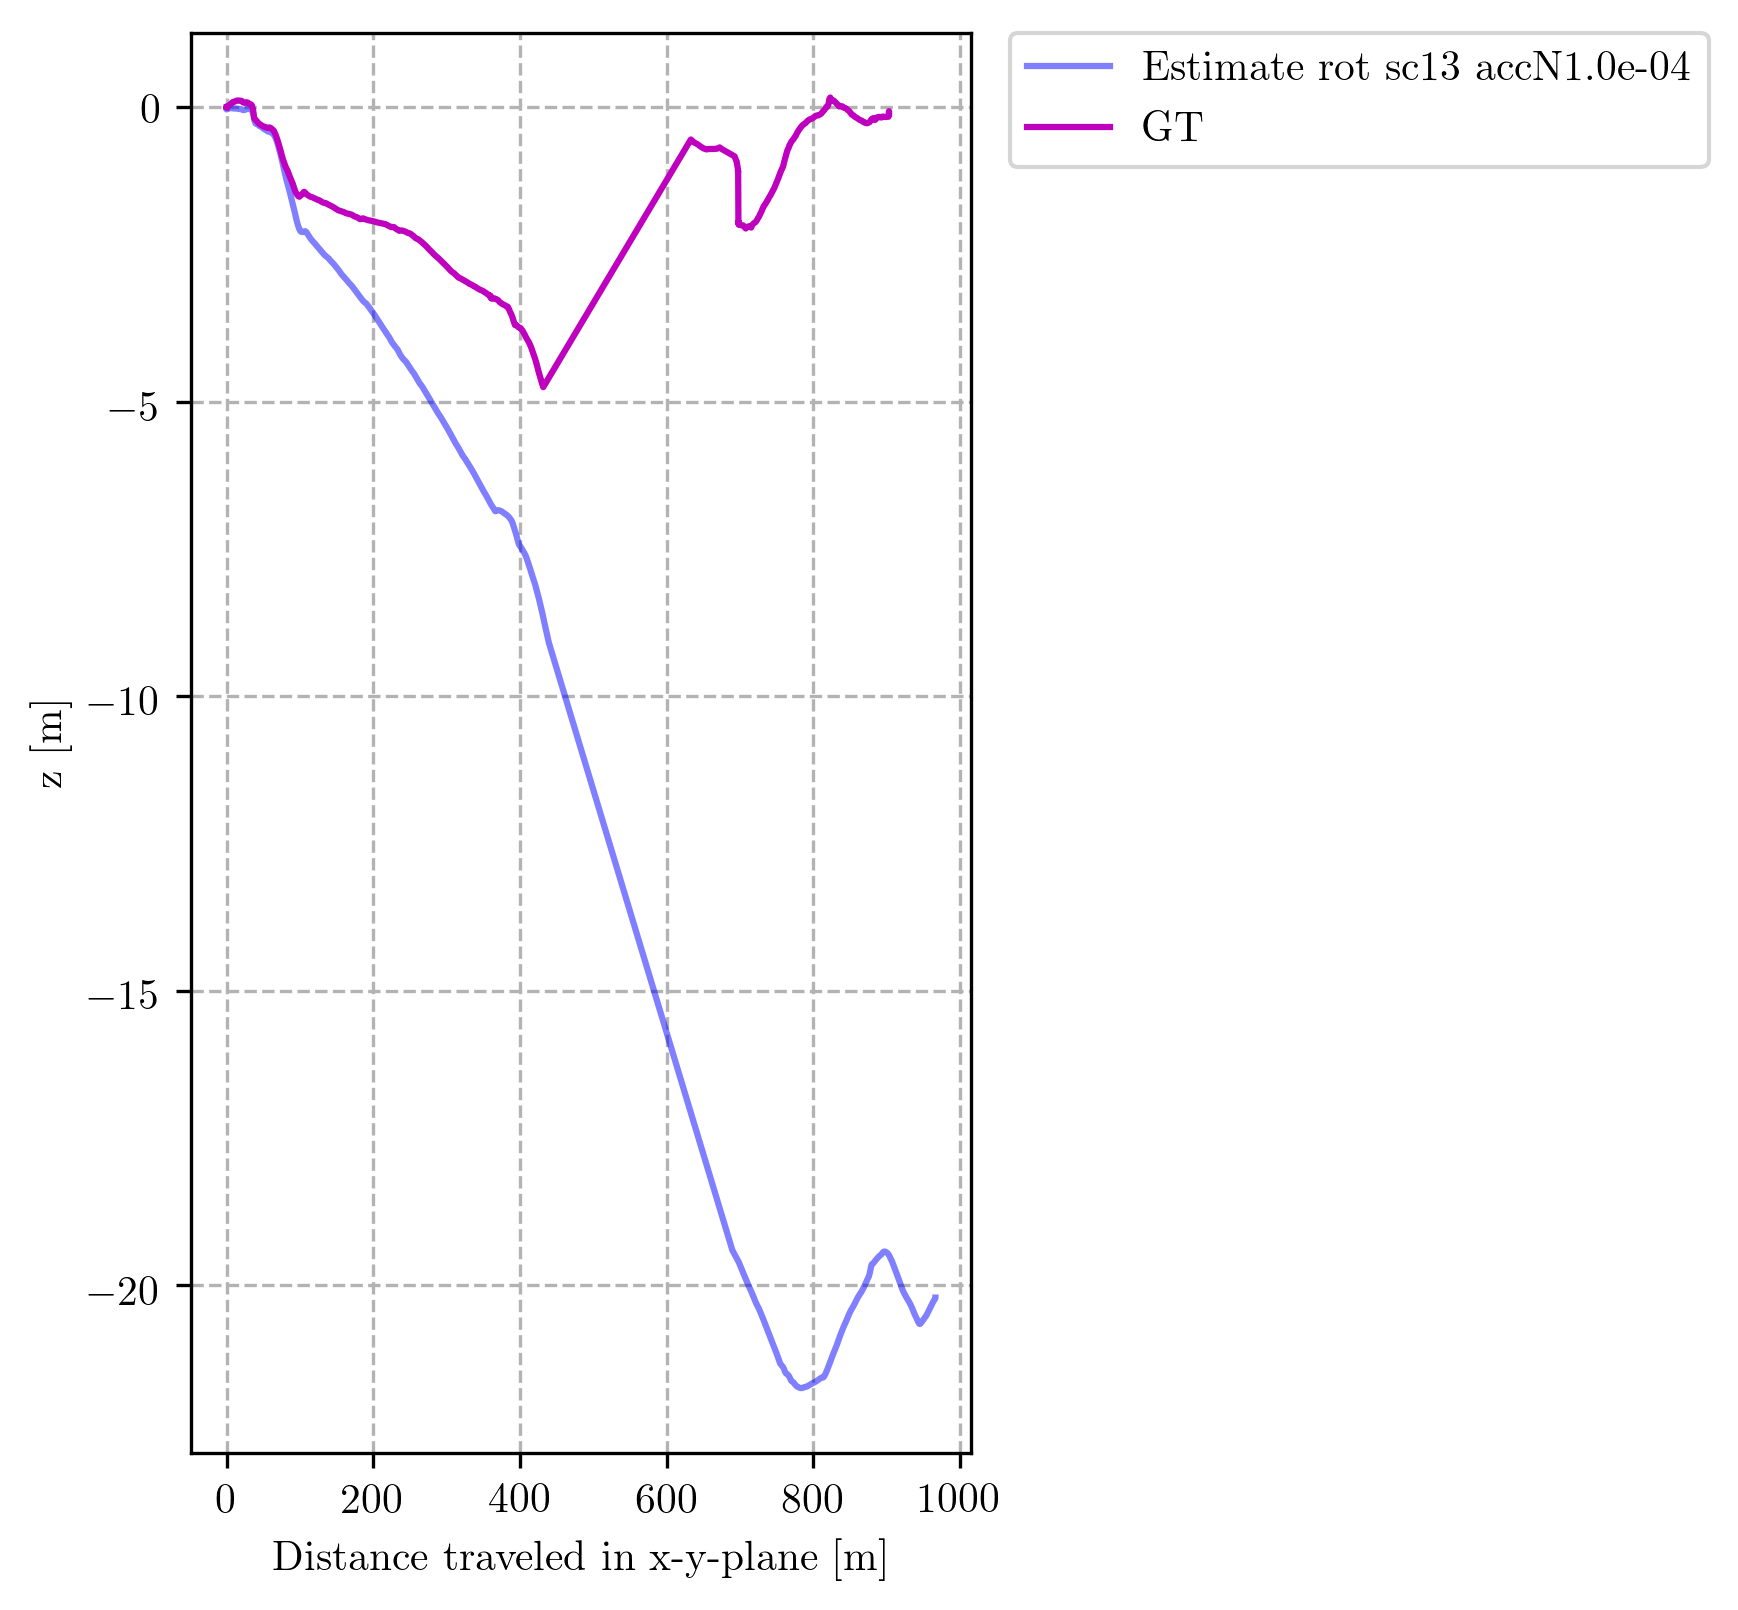 Estimate rot sc13 accN1.0e-04
GT
0
−5
−10
−15
−20
z [m]
0 200 400 600 800 1000
Distance traveled in x-y-plane [m]